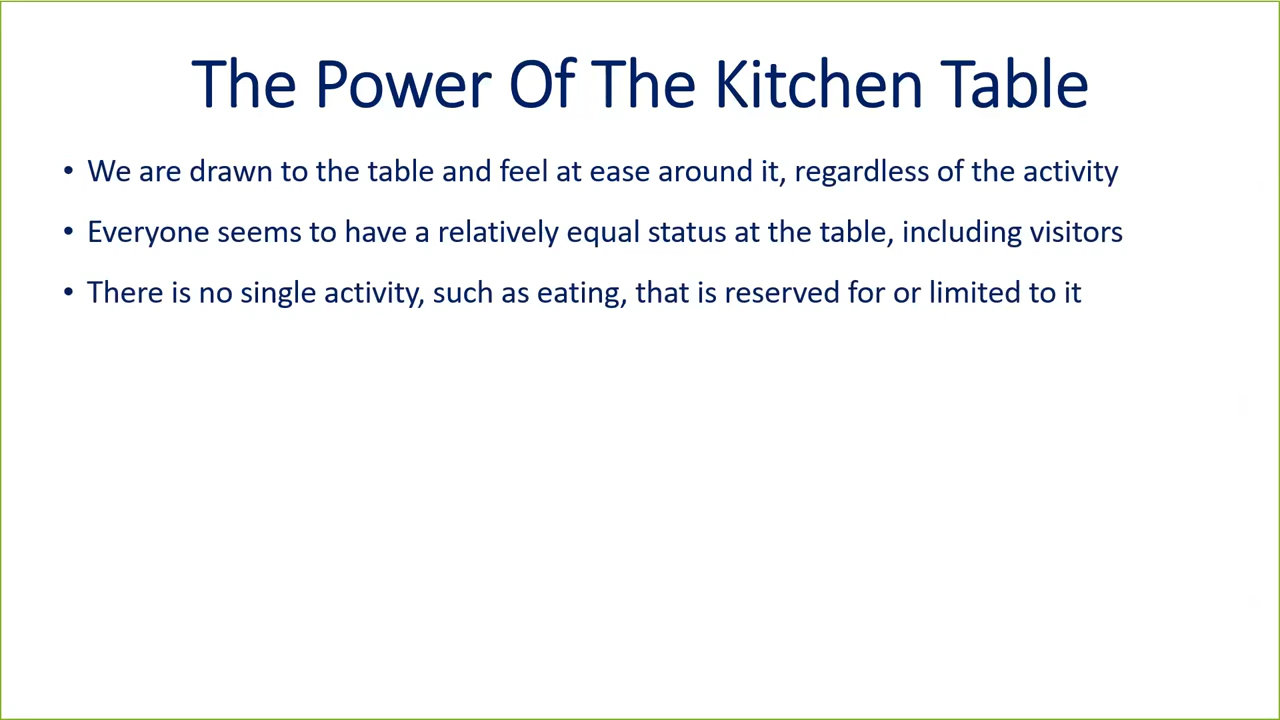 The Power Of The Kitchen Table
• We are drawn to the table and feel at ease around it, regardless of the activity
• Everyone seems to have a relatively equal status at the table, including visitors
• There is no single activity, such as eating, that is reserved for or limited to it